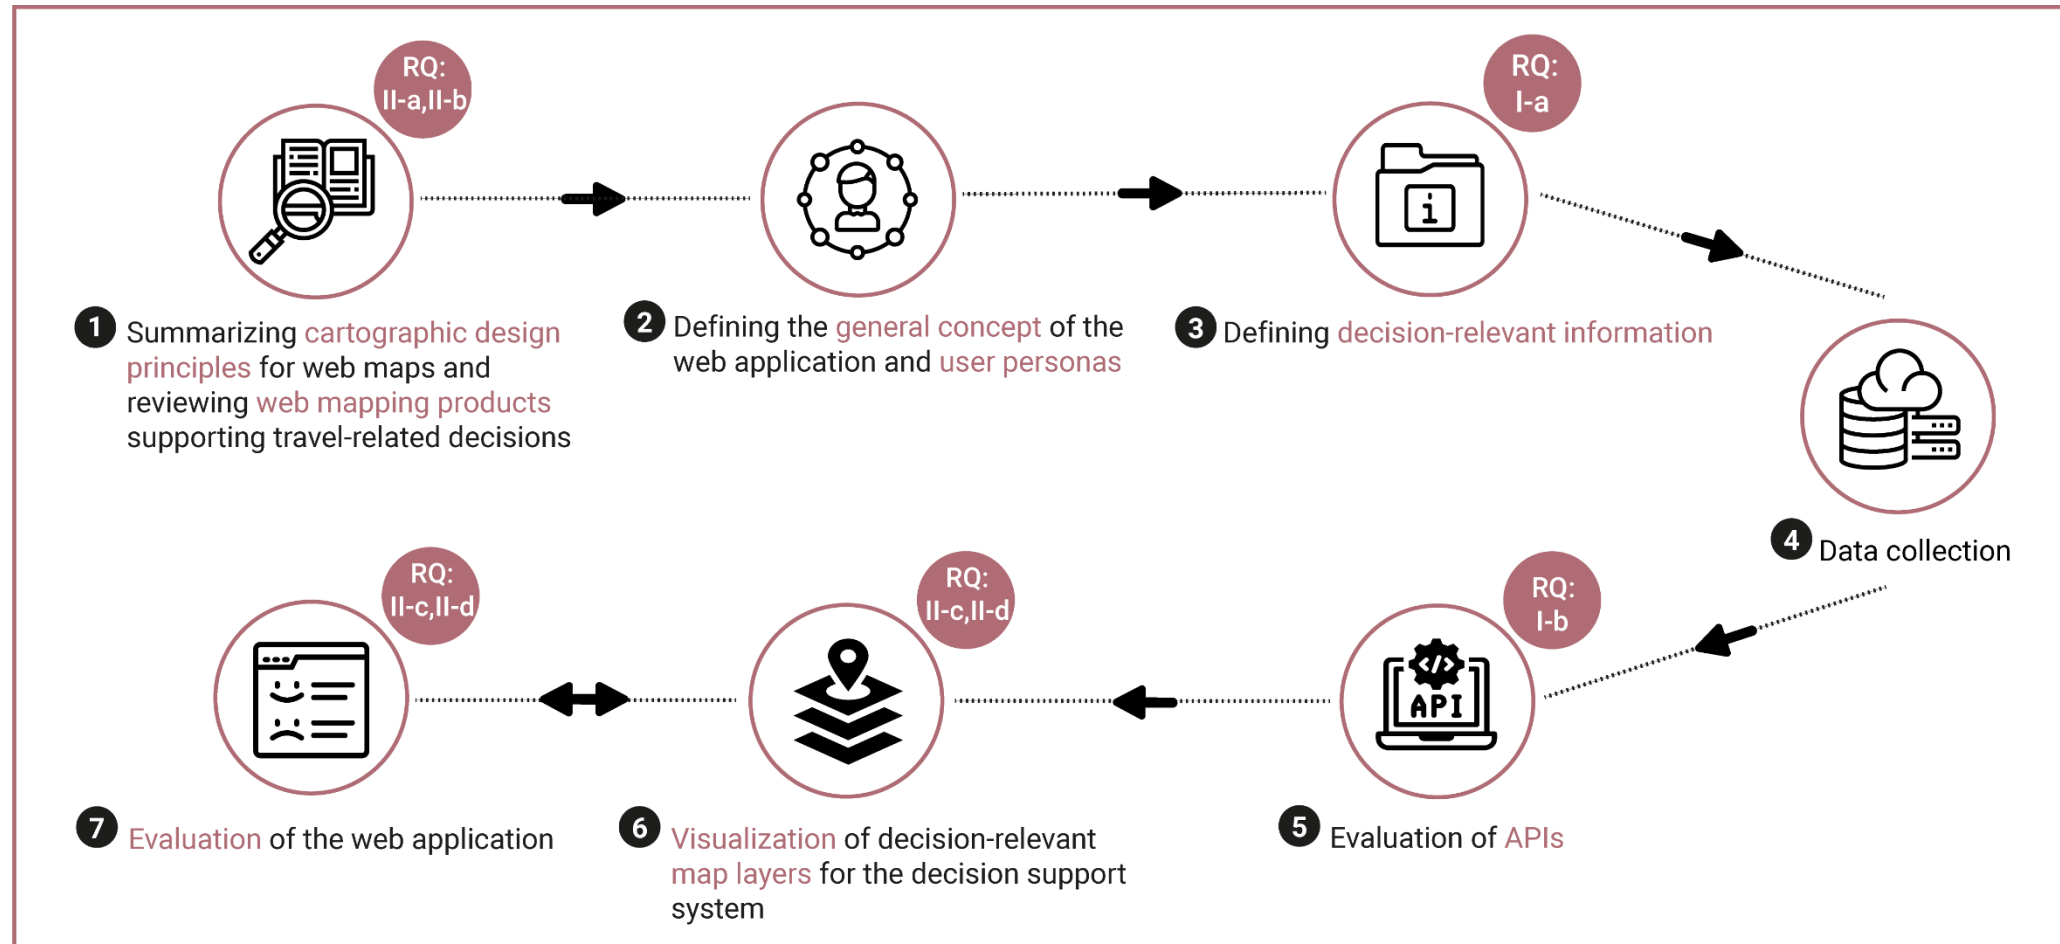 RQ:
II-a,II-b
1 Summarizing cartographic design
principles for web maps and
reviewing web mapping products
supporting travel-related decisions
2 Defining the general concept of the
web application and user personas
RQ:
I-a
i
3 Defining decision-relevant information
4 Data collection
RQ:
I-b
</>
API
5 Evaluation of APIs
RQ:
II-c,II-d
6 Visualization of decision-relevant
map layers for the decision support
system
RQ:
II-c,II-d
7 Evaluation of the web application